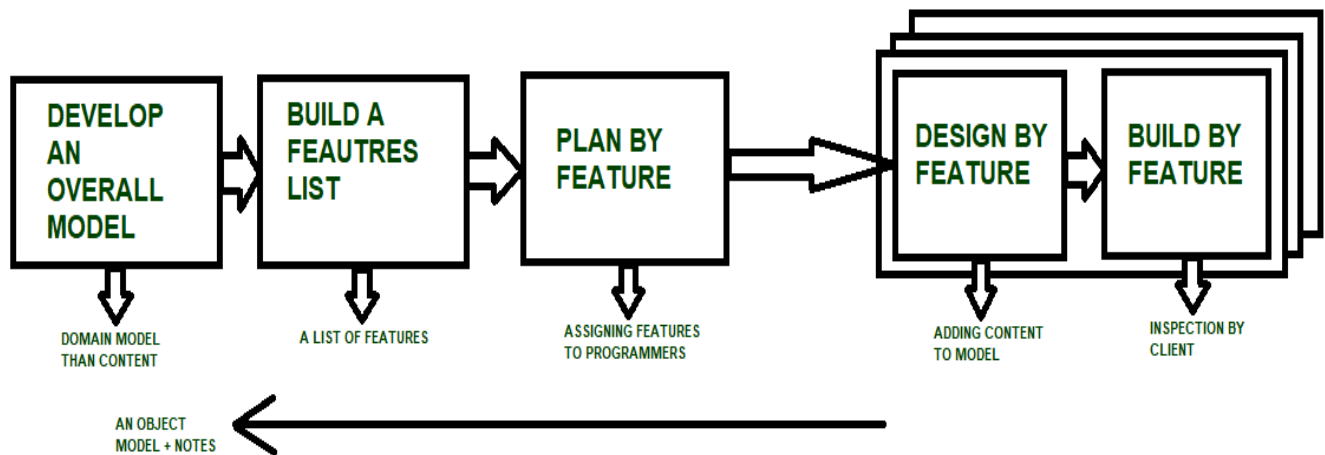 DEVELOP
AN
OVERALL
MODEL
BUILD A
FEAUTRES
LIST
PLAN BY
FEATURE
DESIGN BY
FEATURE
BUILD BY
FEATURE
DOMAIN MODEL
THAN CONTENT
A LIST OF FEATURES
ASSIGNING FEATURES
TO PROGRAMMERS
ADDING CONTENT
TO MODEL
INSPECTION BY
CLIENT
AN OBJECT
MODEL + NOTES